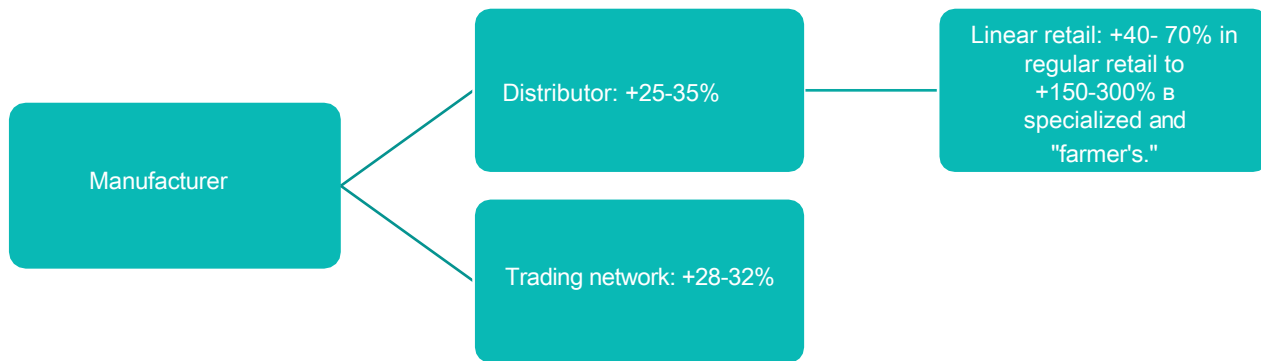 Manufacturer
Distributor: +25-35%
Trading network: +28-32%
Linear retail: +40- 70% in
regular retail to
+150-300% в
specialized and
"farmer's."